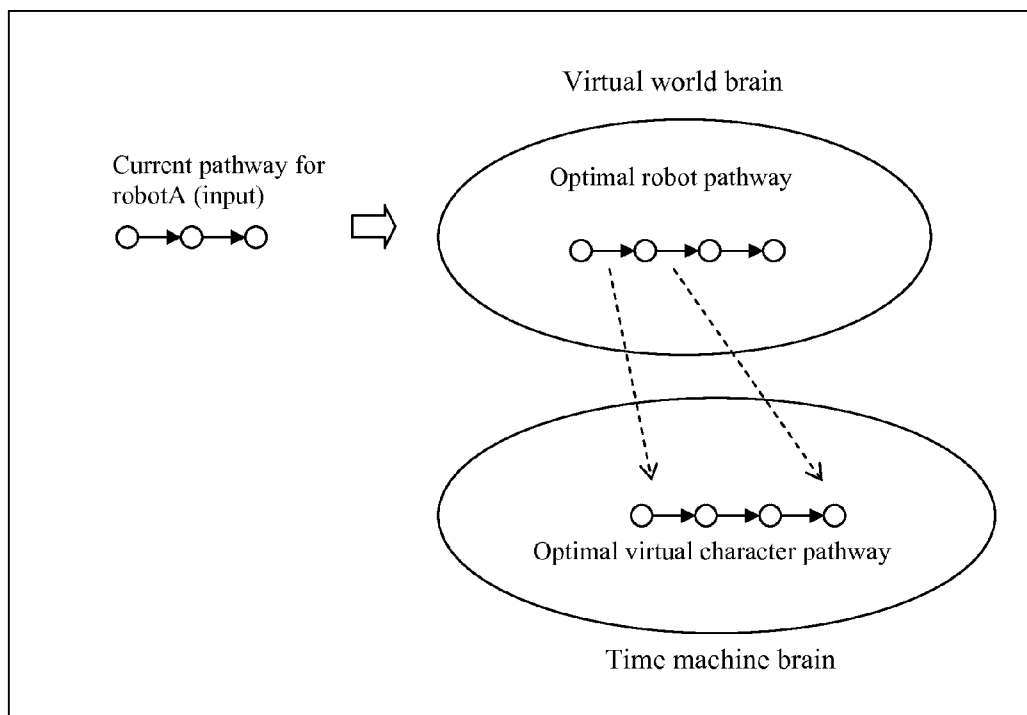 Virtual world brain
Current pathway for
robotA (input)
Optimal robot pathway
Optimal virtual character pathway
Time machine brain